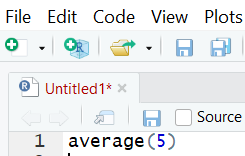 File Edit Code View Plots
Untitled1*
Source
1 average(5)